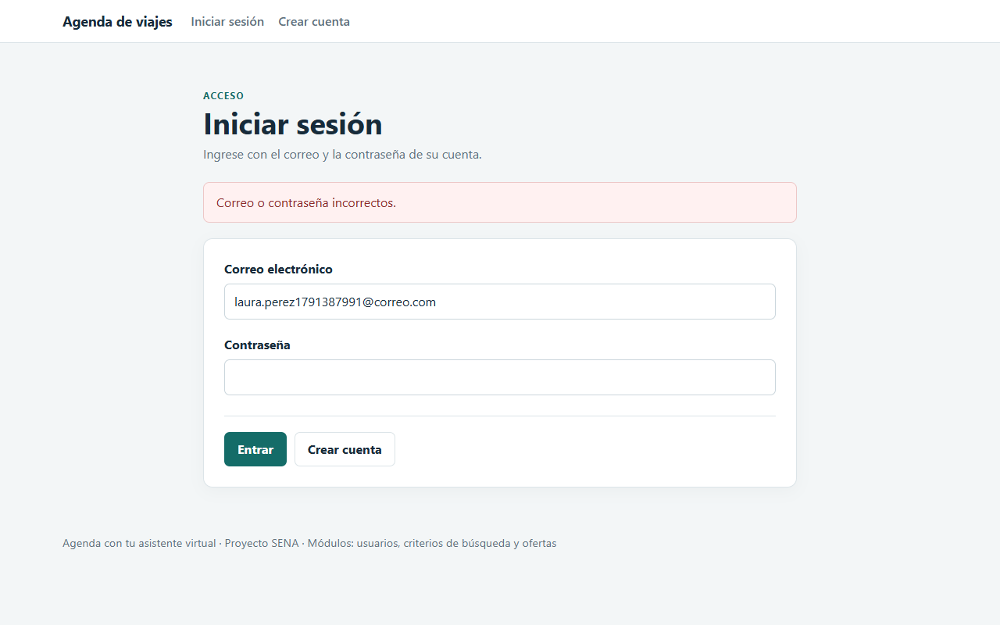 Agenda de viajes Iniciar sesión Crear cuenta
ACCESO
Iniciar sesión
Ingrese con el correo y la contraseña de su cuenta.
Correo o contraseña incorrectos.
Correo electrónico
laura.perez1791387991@correo.com
Contraseña
Entrar Crear cuenta
Agenda con tu asistente virtual · Proyecto SENA · Módulos: usuarios, criterios de búsqueda y ofertas